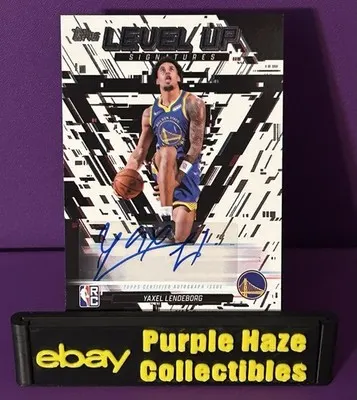 Topps
LEVEL UP
SIGNATURES
TOPPS CERTIFIED AUTOGRAPH ISSUE
YAXEL LENDEBORG
RC
ebay
Purple Haze
Collectibles